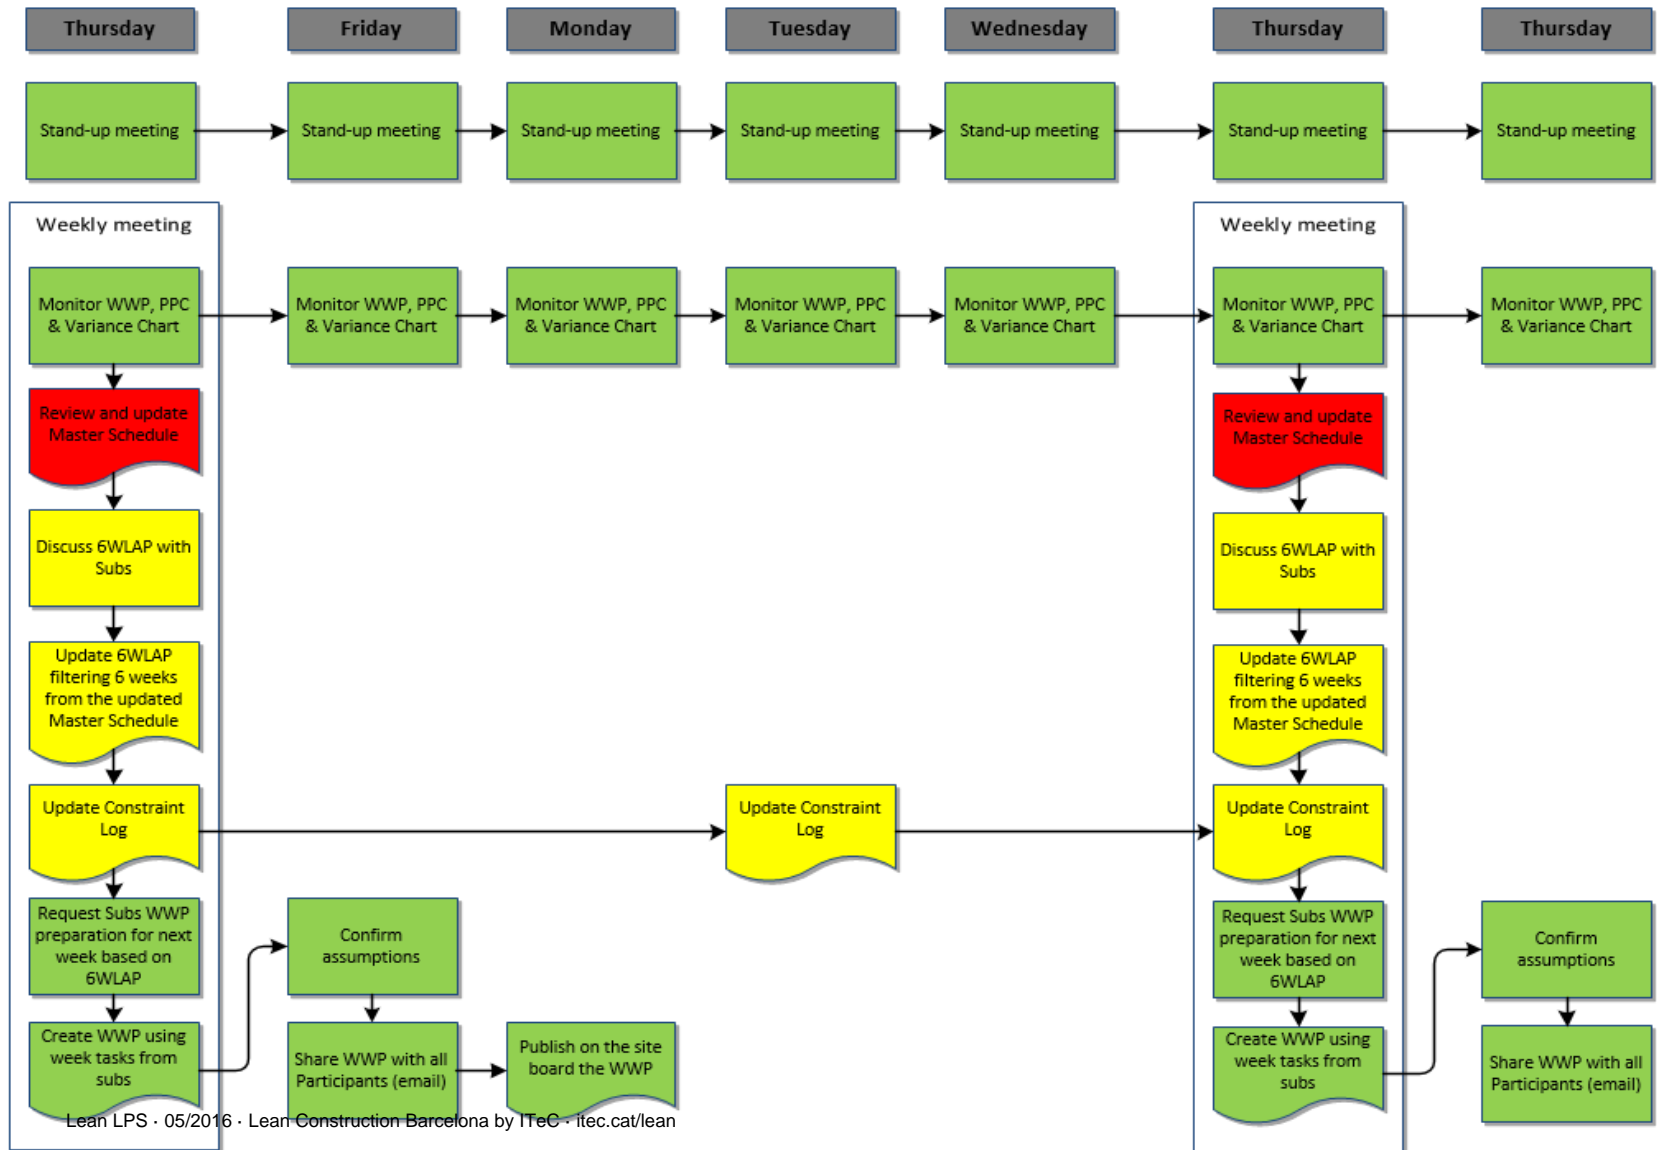 Thursday
Friday
Monday
Tuesday
Wednesday
Thursday
Thursday
Stand-up meeting
Stand-up meeting
Stand-up meeting
Stand-up meeting
Stand-up meeting
Stand-up meeting
Stand-up meeting
Weekly meeting
Weekly meeting
Monitor WWP, PPC
& Variance Chart
Monitor WWP, PPC
& Variance Chart
Monitor WWP, PPC
& Variance Chart
Monitor WWP, PPC
& Variance Chart
Monitor WWP, PPC
& Variance Chart
Monitor WWP, PPC
& Variance Chart
Monitor WWP, PPC
& Variance Chart
Review and update
Master Schedule
Review and update
Master Schedule
Discuss 6WLAP with
Subs
Discuss 6WLAP with
Subs
Update 6WLAP
filtering 6 weeks
from the updated
Master Schedule
Update 6WLAP
filtering 6 weeks
from the updated
Master Schedule
Update Constraint
Log
Update Constraint
Log
Update Constraint
Log
Request Subs WWP
preparation for next
week based on
6WLAP
Confirm
assumptions
Request Subs WWP
preparation for next
week based on
6WLAP
Confirm
assumptions
Create WWP using
week tasks from
subs
Share WWP with all
Participants (email)
Publish on the site
board the WWP
Create WWP using
week tasks from
subs
Share WWP with all
Participants (email)
Lean LPS · 05/2016 · Lean Construction Barcelona by ITeC · itec.cat/lean